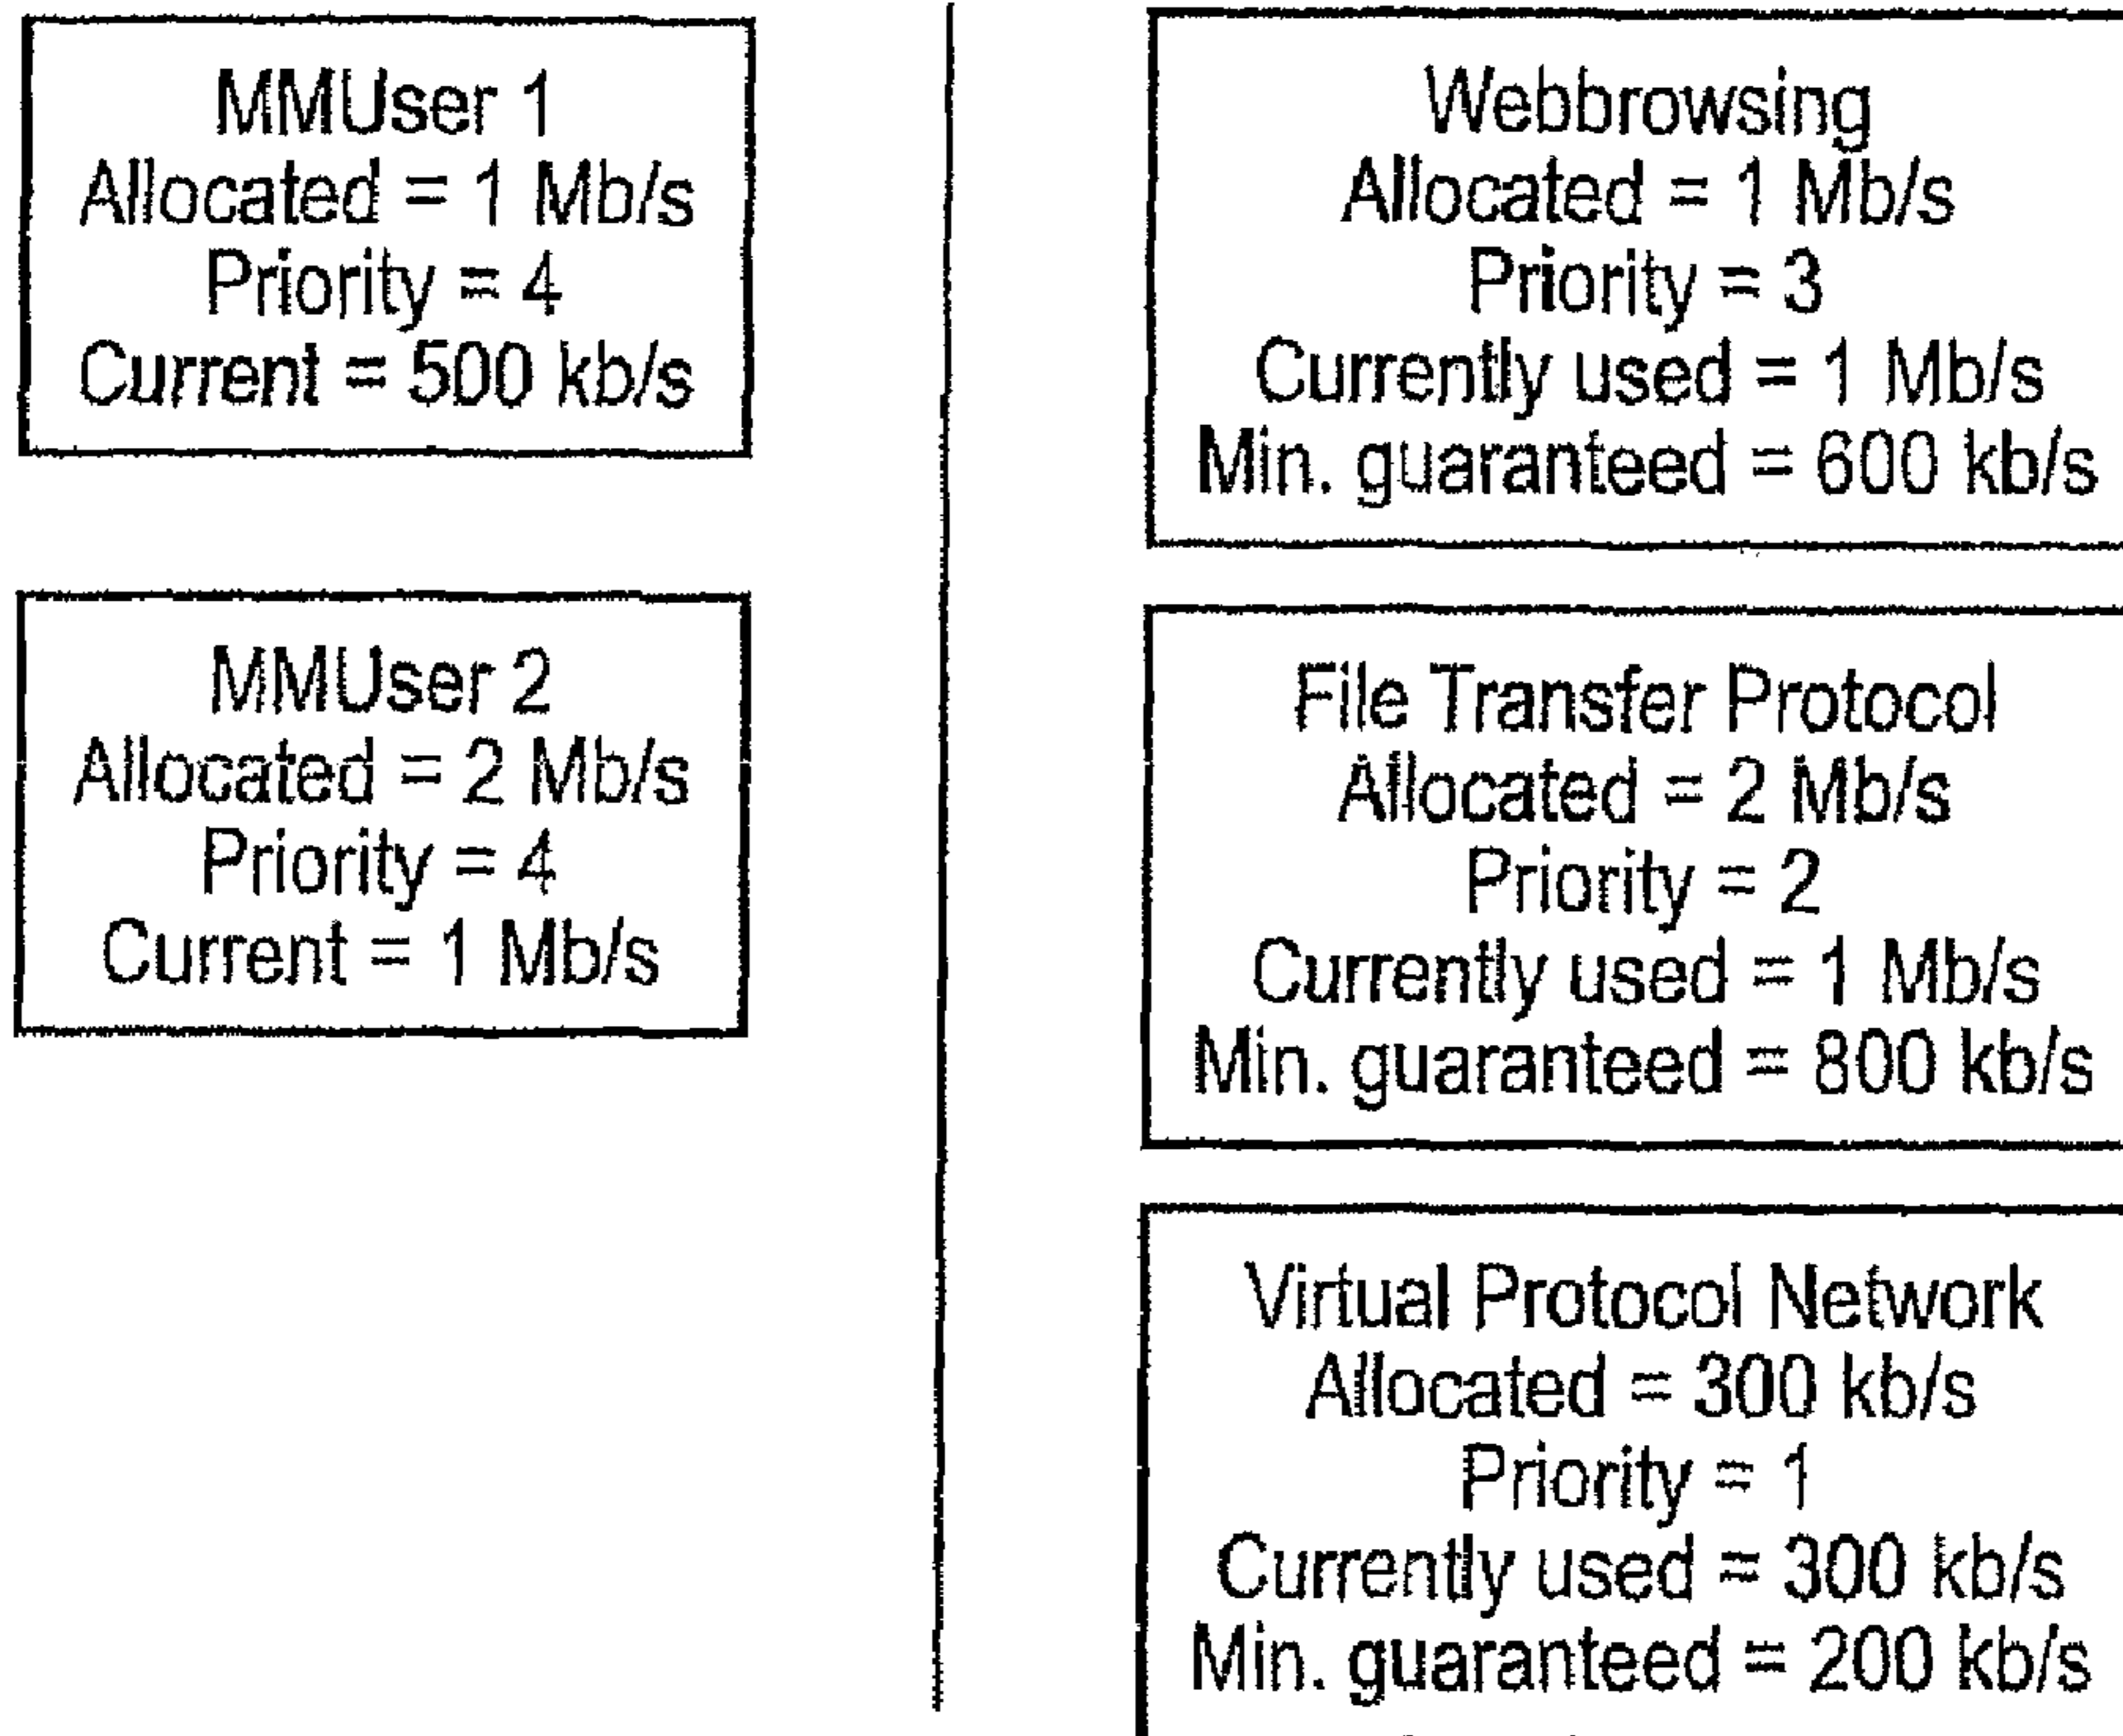 MMUser 1
Allocated = 1 Mb/s
Priority = 4
Current = 500 kb/s
MMUser 2
Allocated = 2 Mb/s
Priority = 4
Current = 1 Mb/s
Webbrowsing
Allocated = 1 Mb/s
Priority = 3
Currently used = 1 Mb/s
Min. guaranteed = 600 kb/s
File Transfer Protocol
Allocated = 2 Mb/s
Priority = 2
Currently used = 1 Mb/s
Min. guaranteed = 800 kb/s
Virtual Protocol Network
Allocated = 300 kb/s
Priority = 1
Currently used = 300 kb/s
Min. guaranteed = 200 kb/s